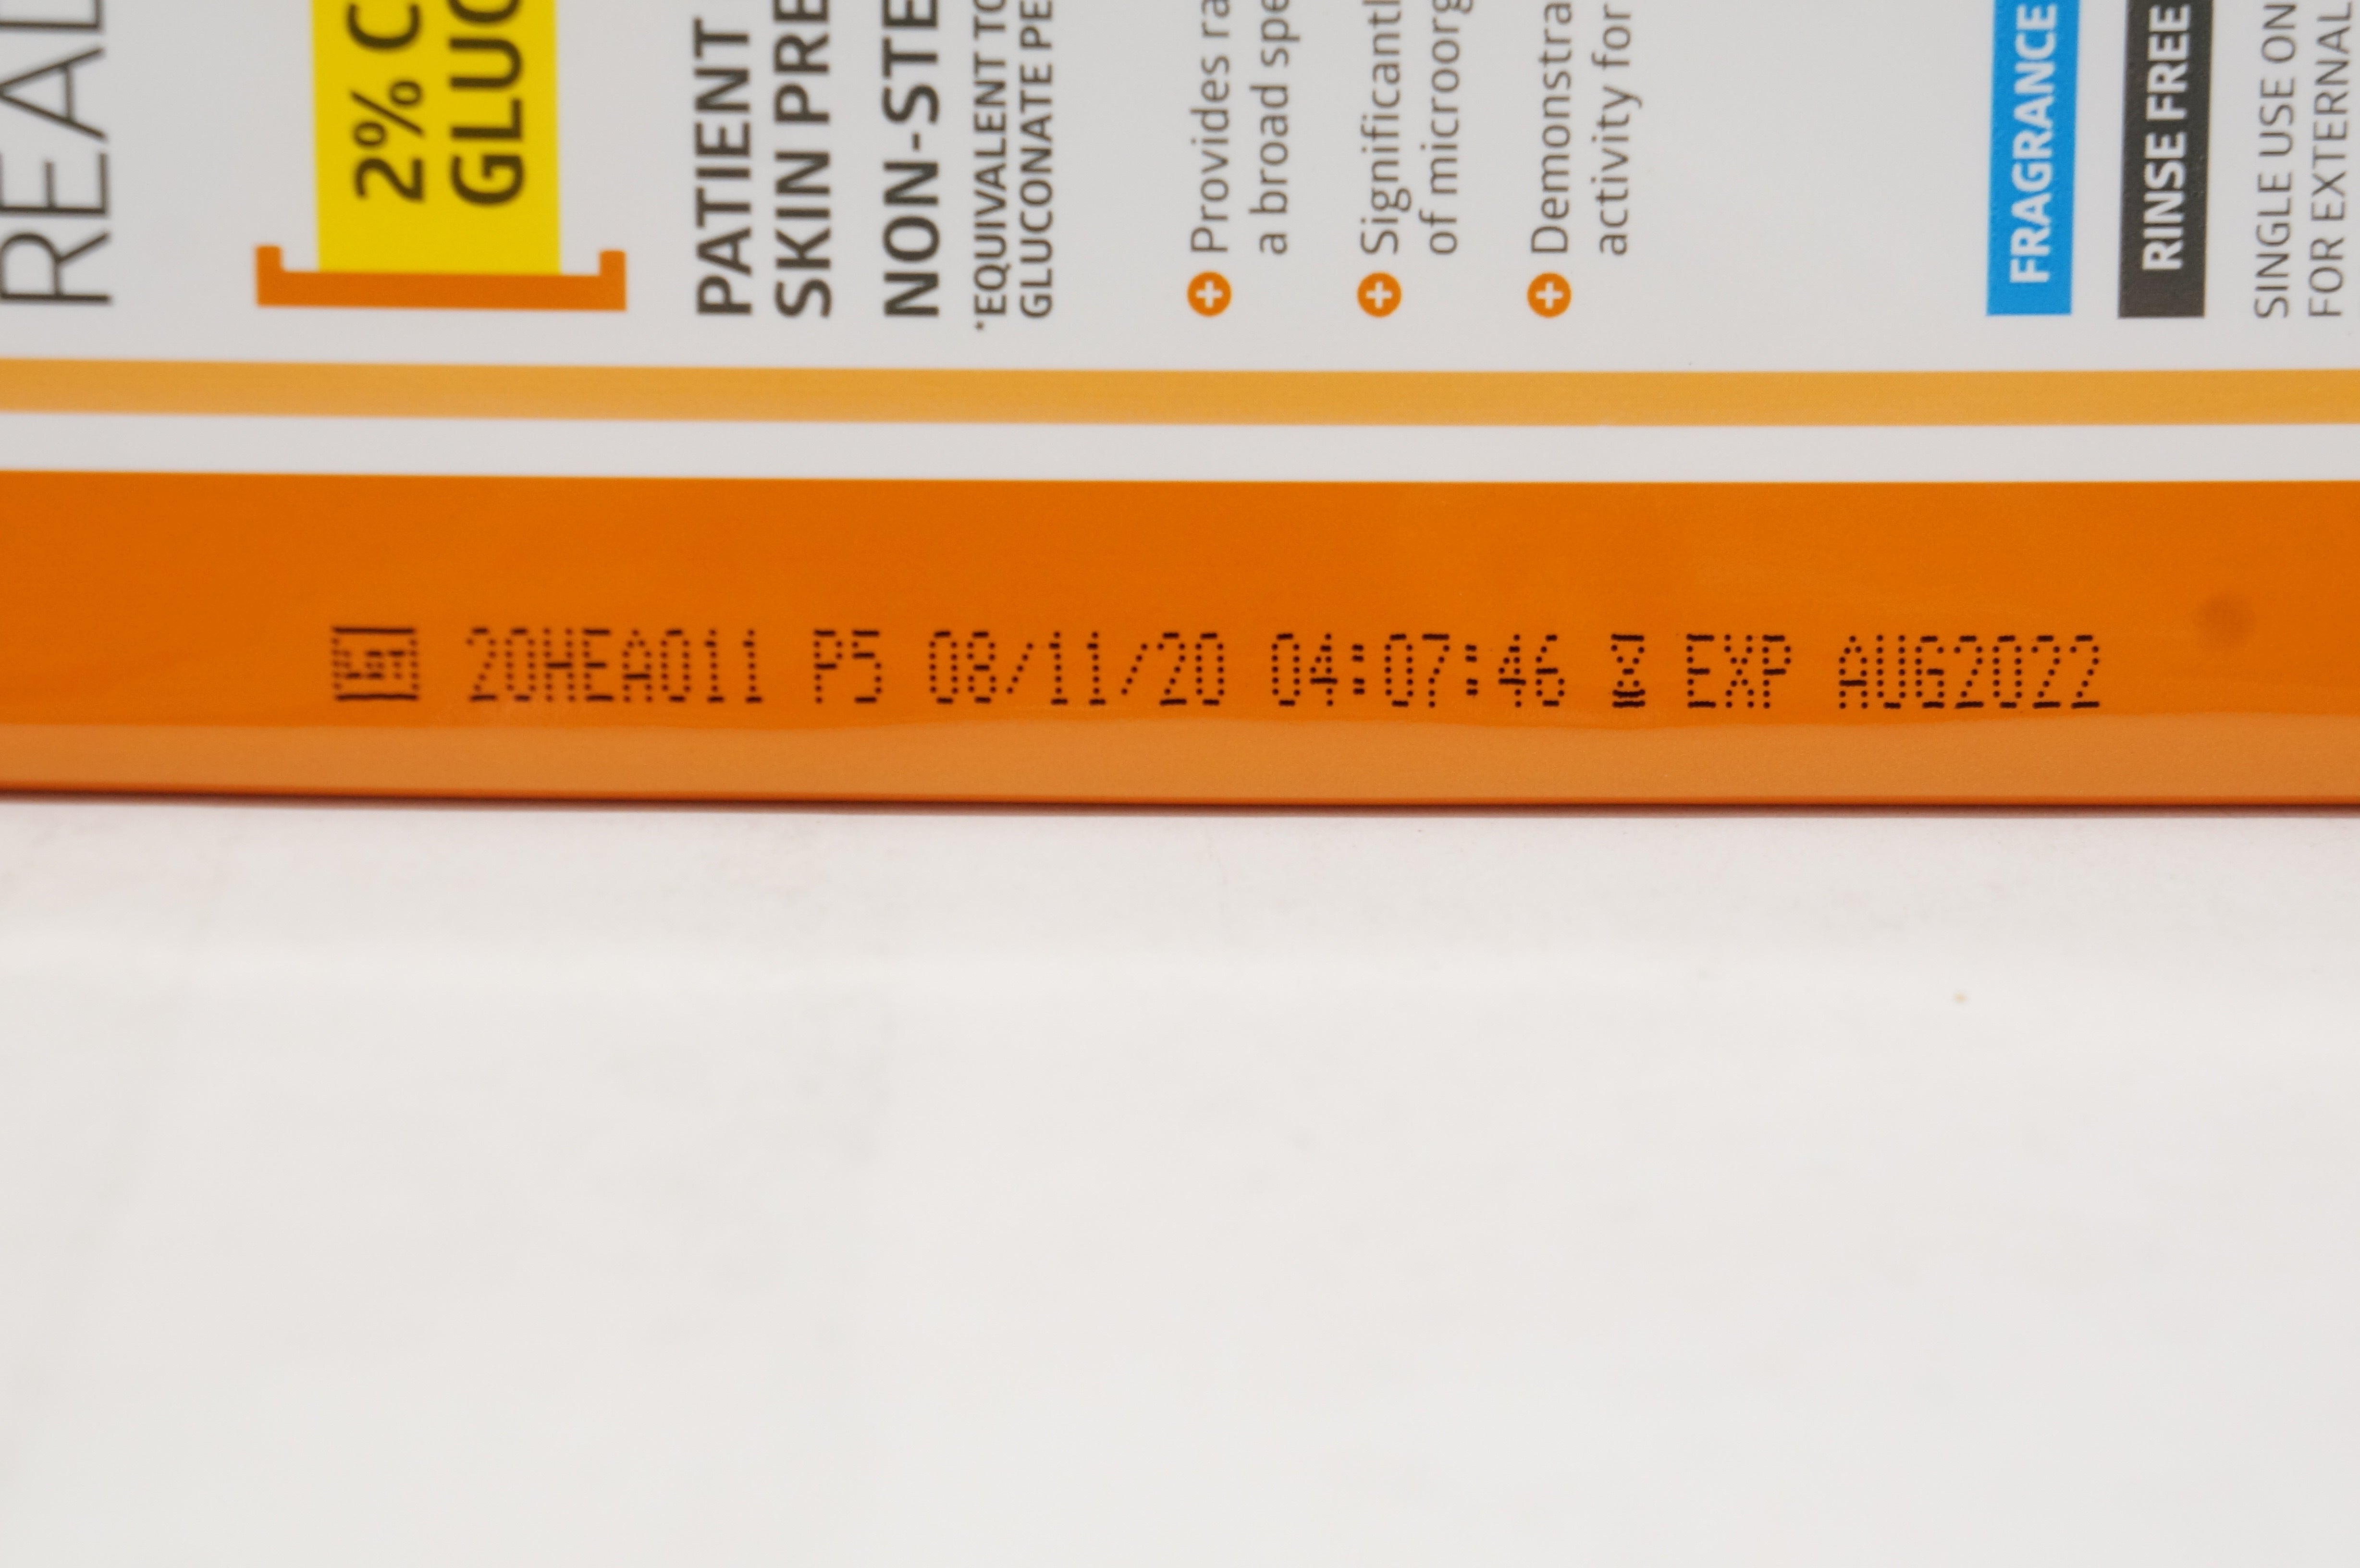 READ
2% C
GLUC
PATIENT
SKIN PRE
NON-STE
*EQUIVALENT TO
GLUCONATE PE
Provides ra
a broad spe
Significantl
of microorg
Demonstra
activity for
FRAGRANCE
RINSE FREE
SINGLE USE ON
FOR EXTERNAL
LOT 20HEA011 P5 08/11/20 04:07:46 EXP AUG2022